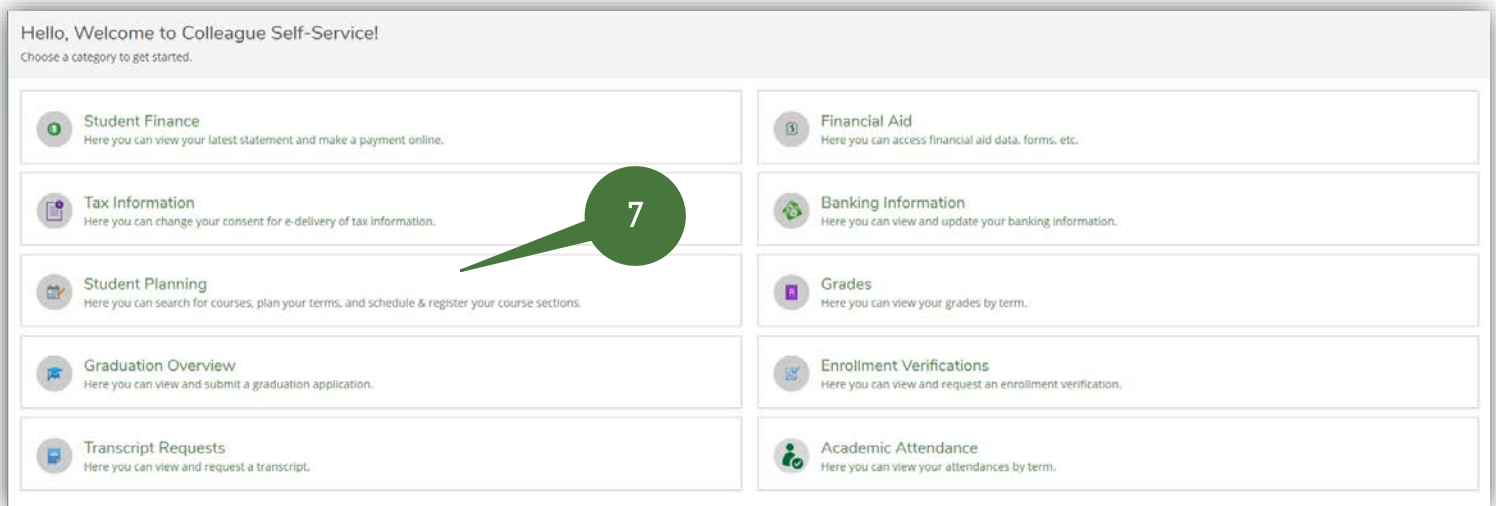 Hello, Welcome to Colleague Self-Service!
Choose a category to get started.
Student Finance
Here you can view your latest statement and make a payment online.
Financial Aid
Here you can access financial aid data, forms, etc.
Tax Information
Here you can change your consent for e-delivery of tax information.
7
Banking Information
Here you can view and update your banking information.
Student Planning
Here you can search for courses, plan your terms, and schedule & register your course sections.
Grades
Here you can view your grades by term.
Graduation Overview
Here you can view and submit a graduation application.
Enrollment Verifications
Here you can view and request an enrollment verification.
Transcript Requests
Here you can view and request a transcript.
Academic Attendance
Here you can view your attendances by term.